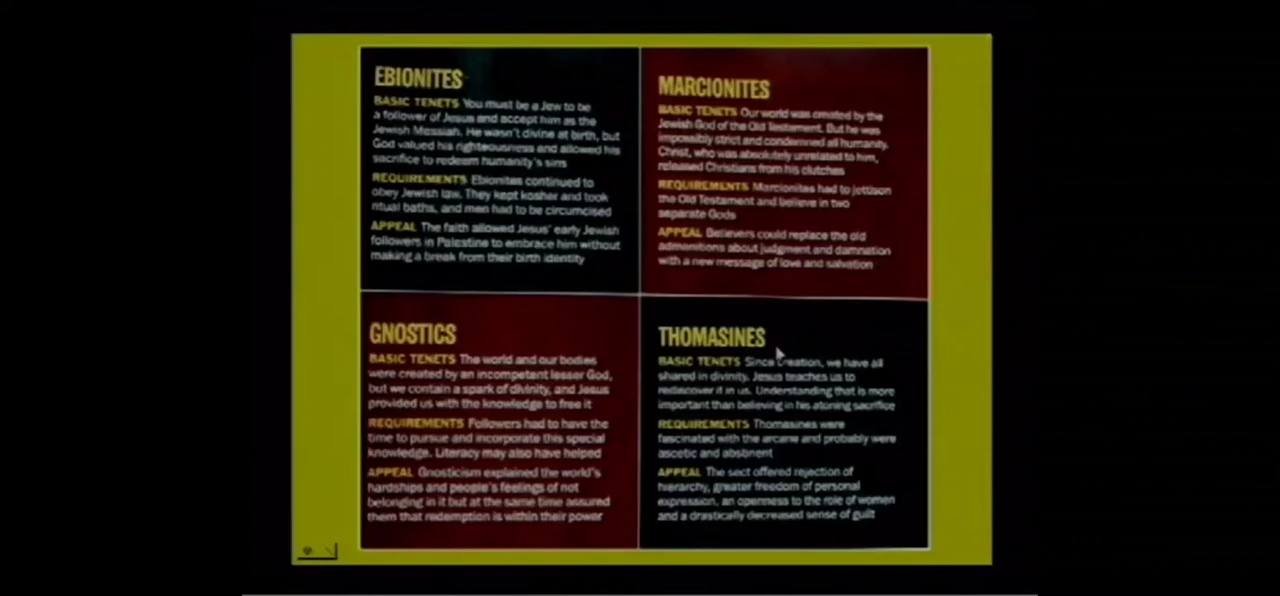 EBIONITES
BASIC TENETS You must be a Jew to be
a follower of Jesus and accept him as the
Jewish Messiah. He wasn't divine at birth, but
God valued his righteousness and allowed his
sacrifice to redeem humanity's sins
REQUIREMENTS Ebionites continued to
obey Jewish law. They kept kosher and took
ritual baths, and men had to be circumcised
APPEAL The faith allowed Jesus' early Jewish
followers in Palestine to embrace him without
making a break from their birth identity
MARCIONITES
BASIC TENETS Our world was created by the
Jewish God of the Old Testament. But he was
impossibly strict and condemned all humanity.
Christ, who was absolutely unrelated to him,
released Christians from his clutches
REQUIREMENTS Marcionites had to jettison
the Old Testament and believe in two
separate Gods
APPEAL Believers could replace the old
admonitions about judgment and damnation
with a new message of love and salvation
GNOSTICS
BASIC TENETS The world and our bodies
were created by an incompetent lesser God,
but we contain a spark of divinity, and Jesus
provided us with the knowledge to free it
REQUIREMENTS Followers had to have the
time to pursue and incorporate this special
knowledge. Literacy may also have helped
APPEAL Gnosticism explained the world's
hardships and people's feelings of not
belonging in it but at the same time assured
them that redemption is within their power
THOMASINES
BASIC TENETS Since Creation, we have all
shared in divinity. Jesus teaches us to
rediscover it in us. Understanding that is more
important than believing in his atoning sacrifice
REQUIREMENTS Thomasines were
fascinated with the arcane and probably were
ascetic and abstinent
APPEAL The sect offered rejection of
hierarchy, greater freedom of personal
expression, an openness to the role of women
and a drastically decreased sense of guilt